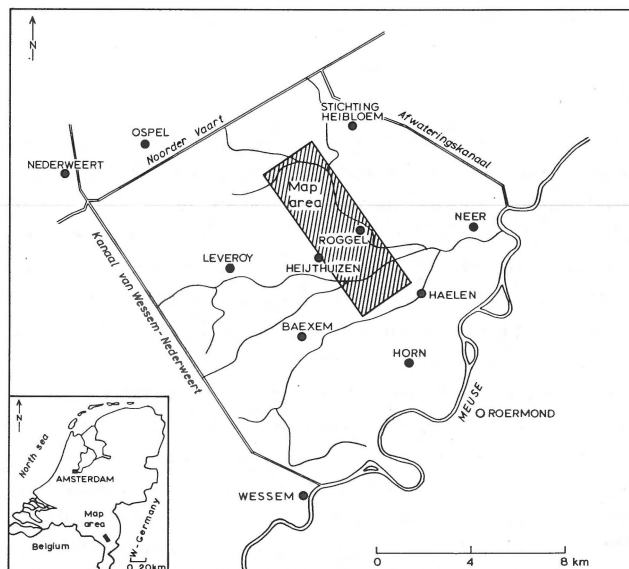 N
STICHTING
HEIBLOEM
OSPEL
Noorder Vaart
Afwateringskanaal
NEDERWEERT
Map
area
NEER
ROGGEL
LEVEROY
HEIJTHUIZEN
Kanaal van Wessem-Nederweert
HAELEN
BAEXEM
HORN
MEUSE
ROERMOND
WESSEM
N
North sea
AMSTERDAM
Map
area
W-Germany
Belgium
0 20km
0 4 8 km